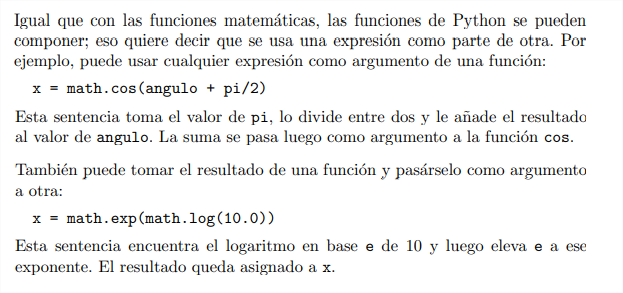 Igual que con las funciones matemáticas, las funciones de Python se pueden
componer; eso quiere decir que se usa una expresión como parte de otra. Por
ejemplo, puede usar cualquier expresión como argumento de una función:
x = math.cos(angulo + pi/2)
Esta sentencia toma el valor de pi, lo divide entre dos y le añade el resultado
al valor de angulo. La suma se pasa luego como argumento a la función cos.
También puede tomar el resultado de una función y pasárselo como argumento
a otra:
x = math.exp(math.log(10.0))
Esta sentencia encuentra el logaritmo en base e de 10 y luego eleva e a ese
exponente. El resultado queda asignado a x.